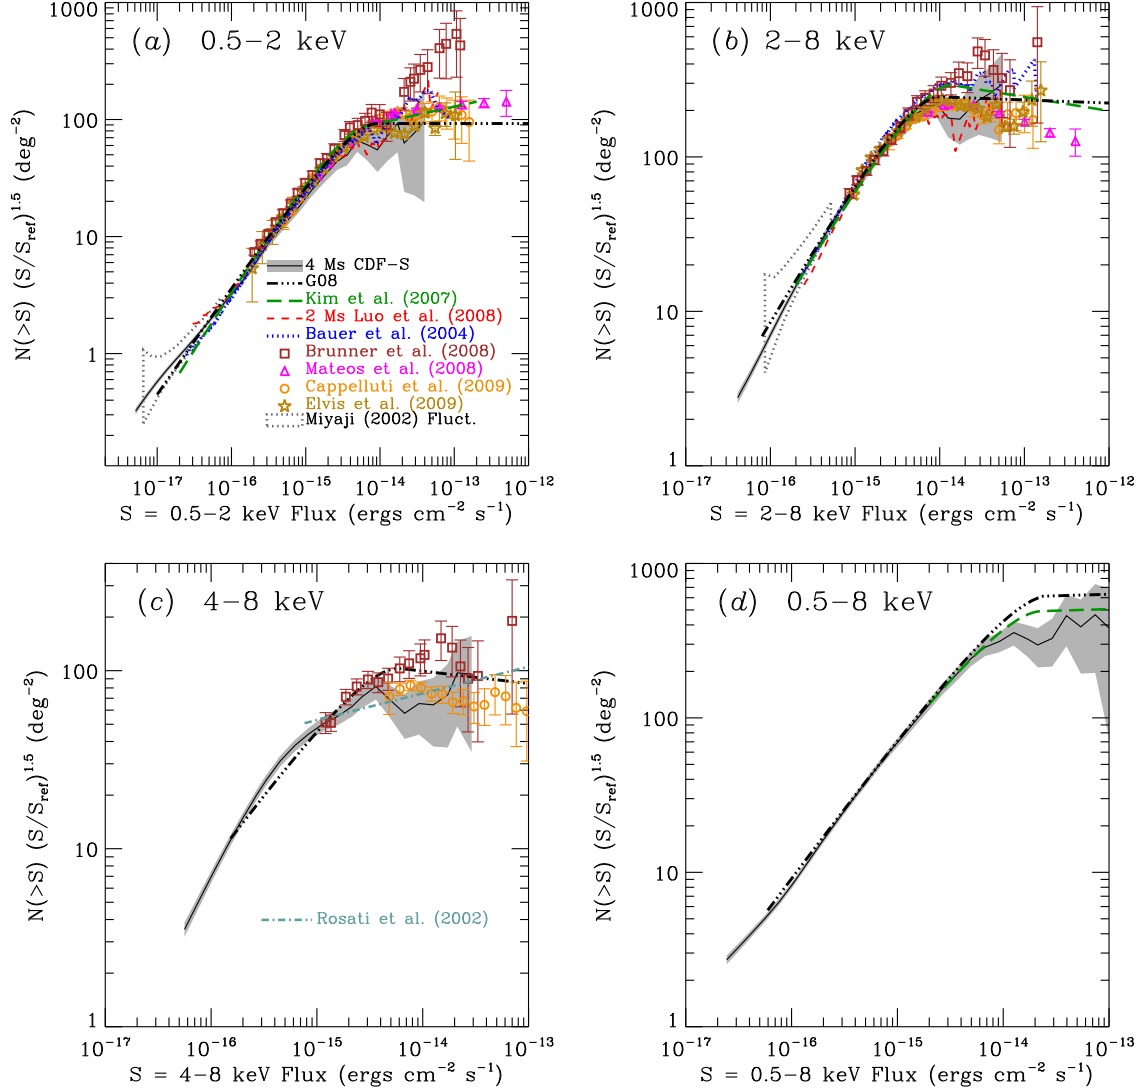 (a) 0.5−2 keV
1000
100
10
1
N(>S) (S/S_ref)^1.5 (deg^−2)
4 Ms CDF−S
G08
Kim et al. (2007)
2 Ms Luo et al. (2008)
Bauer et al. (2004)
Brunner et al. (2008)
Mateos et al. (2008)
Cappelluti et al. (2009)
Elvis et al. (2009)
Miyaji (2002) Fluct.
10^−17 10^−16 10^−15 10^−14 10^−13 10^−12
S = 0.5−2 keV Flux (ergs cm^−2 s^−1)
(b) 2−8 keV
1000
100
10
1
N(>S) (S/S_ref)^1.5 (deg^−2)
10^−17 10^−16 10^−15 10^−14 10^−13 10^−12
S = 2−8 keV Flux (ergs cm^−2 s^−1)
(c) 4−8 keV
100
10
1
N(>S) (S/S_ref)^1.5 (deg^−2)
Rosati et al. (2002)
10^−17 10^−16 10^−15 10^−14 10^−13
S = 4−8 keV Flux (ergs cm^−2 s^−1)
(d) 0.5−8 keV
1000
100
10
1
N(>S) (S/S_ref)^1.5 (deg^−2)
10^−17 10^−16 10^−15 10^−14 10^−13
S = 0.5−8 keV Flux (ergs cm^−2 s^−1)